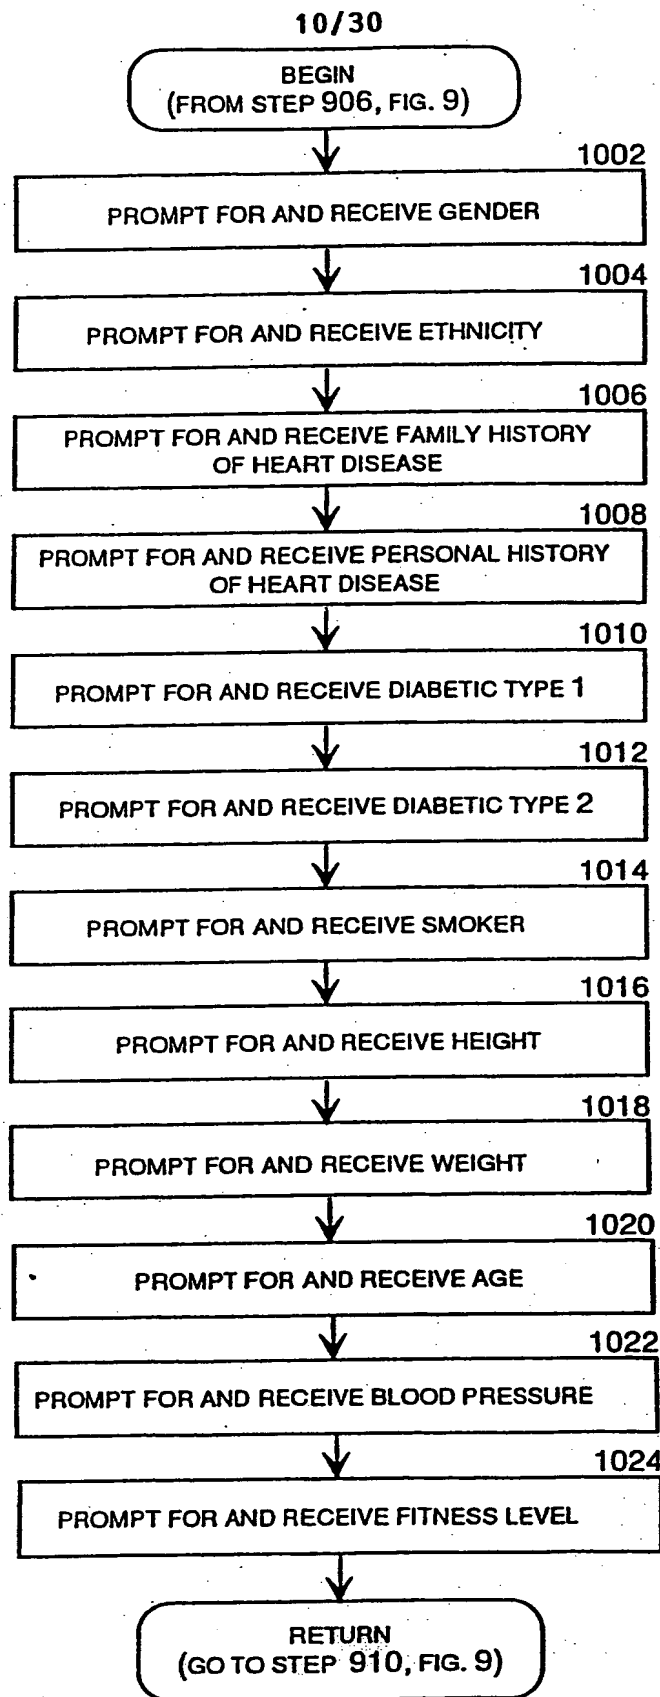 10/30
BEGIN
(FROM STEP 906, FIG. 9)
1002
PROMPT FOR AND RECEIVE GENDER
1004
PROMPT FOR AND RECEIVE ETHNICITY
1006
PROMPT FOR AND RECEIVE FAMILY HISTORY
OF HEART DISEASE
1008
PROMPT FOR AND RECEIVE PERSONAL HISTORY
OF HEART DISEASE
1010
PROMPT FOR AND RECEIVE DIABETIC TYPE 1
1012
PROMPT FOR AND RECEIVE DIABETIC TYPE 2
1014
PROMPT FOR AND RECEIVE SMOKER
1016
PROMPT FOR AND RECEIVE HEIGHT
1018
PROMPT FOR AND RECEIVE WEIGHT
1020
PROMPT FOR AND RECEIVE AGE
1022
PROMPT FOR AND RECEIVE BLOOD PRESSURE
1024
PROMPT FOR AND RECEIVE FITNESS LEVEL
RETURN
(GO TO STEP 910, FIG. 9)